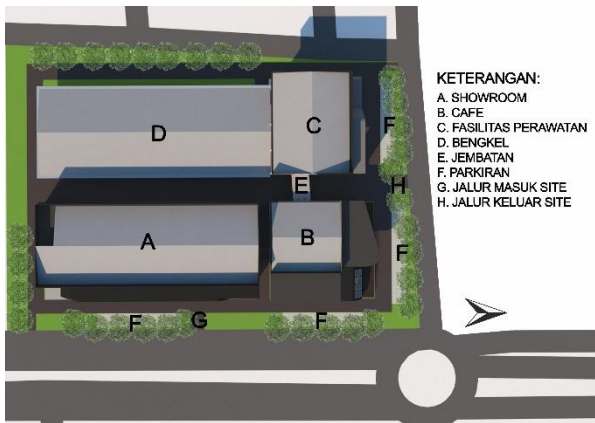 D
C
F
E
H
A
B
F
F
G
F
KETERANGAN:
A. SHOWROOM
B. CAFE
C. FASILITAS PERAWATAN
D. BENGKEL
E. JEMBATAN
F. PARKIRAN
G. JALUR MASUK SITE
H. JALUR KELUAR SITE